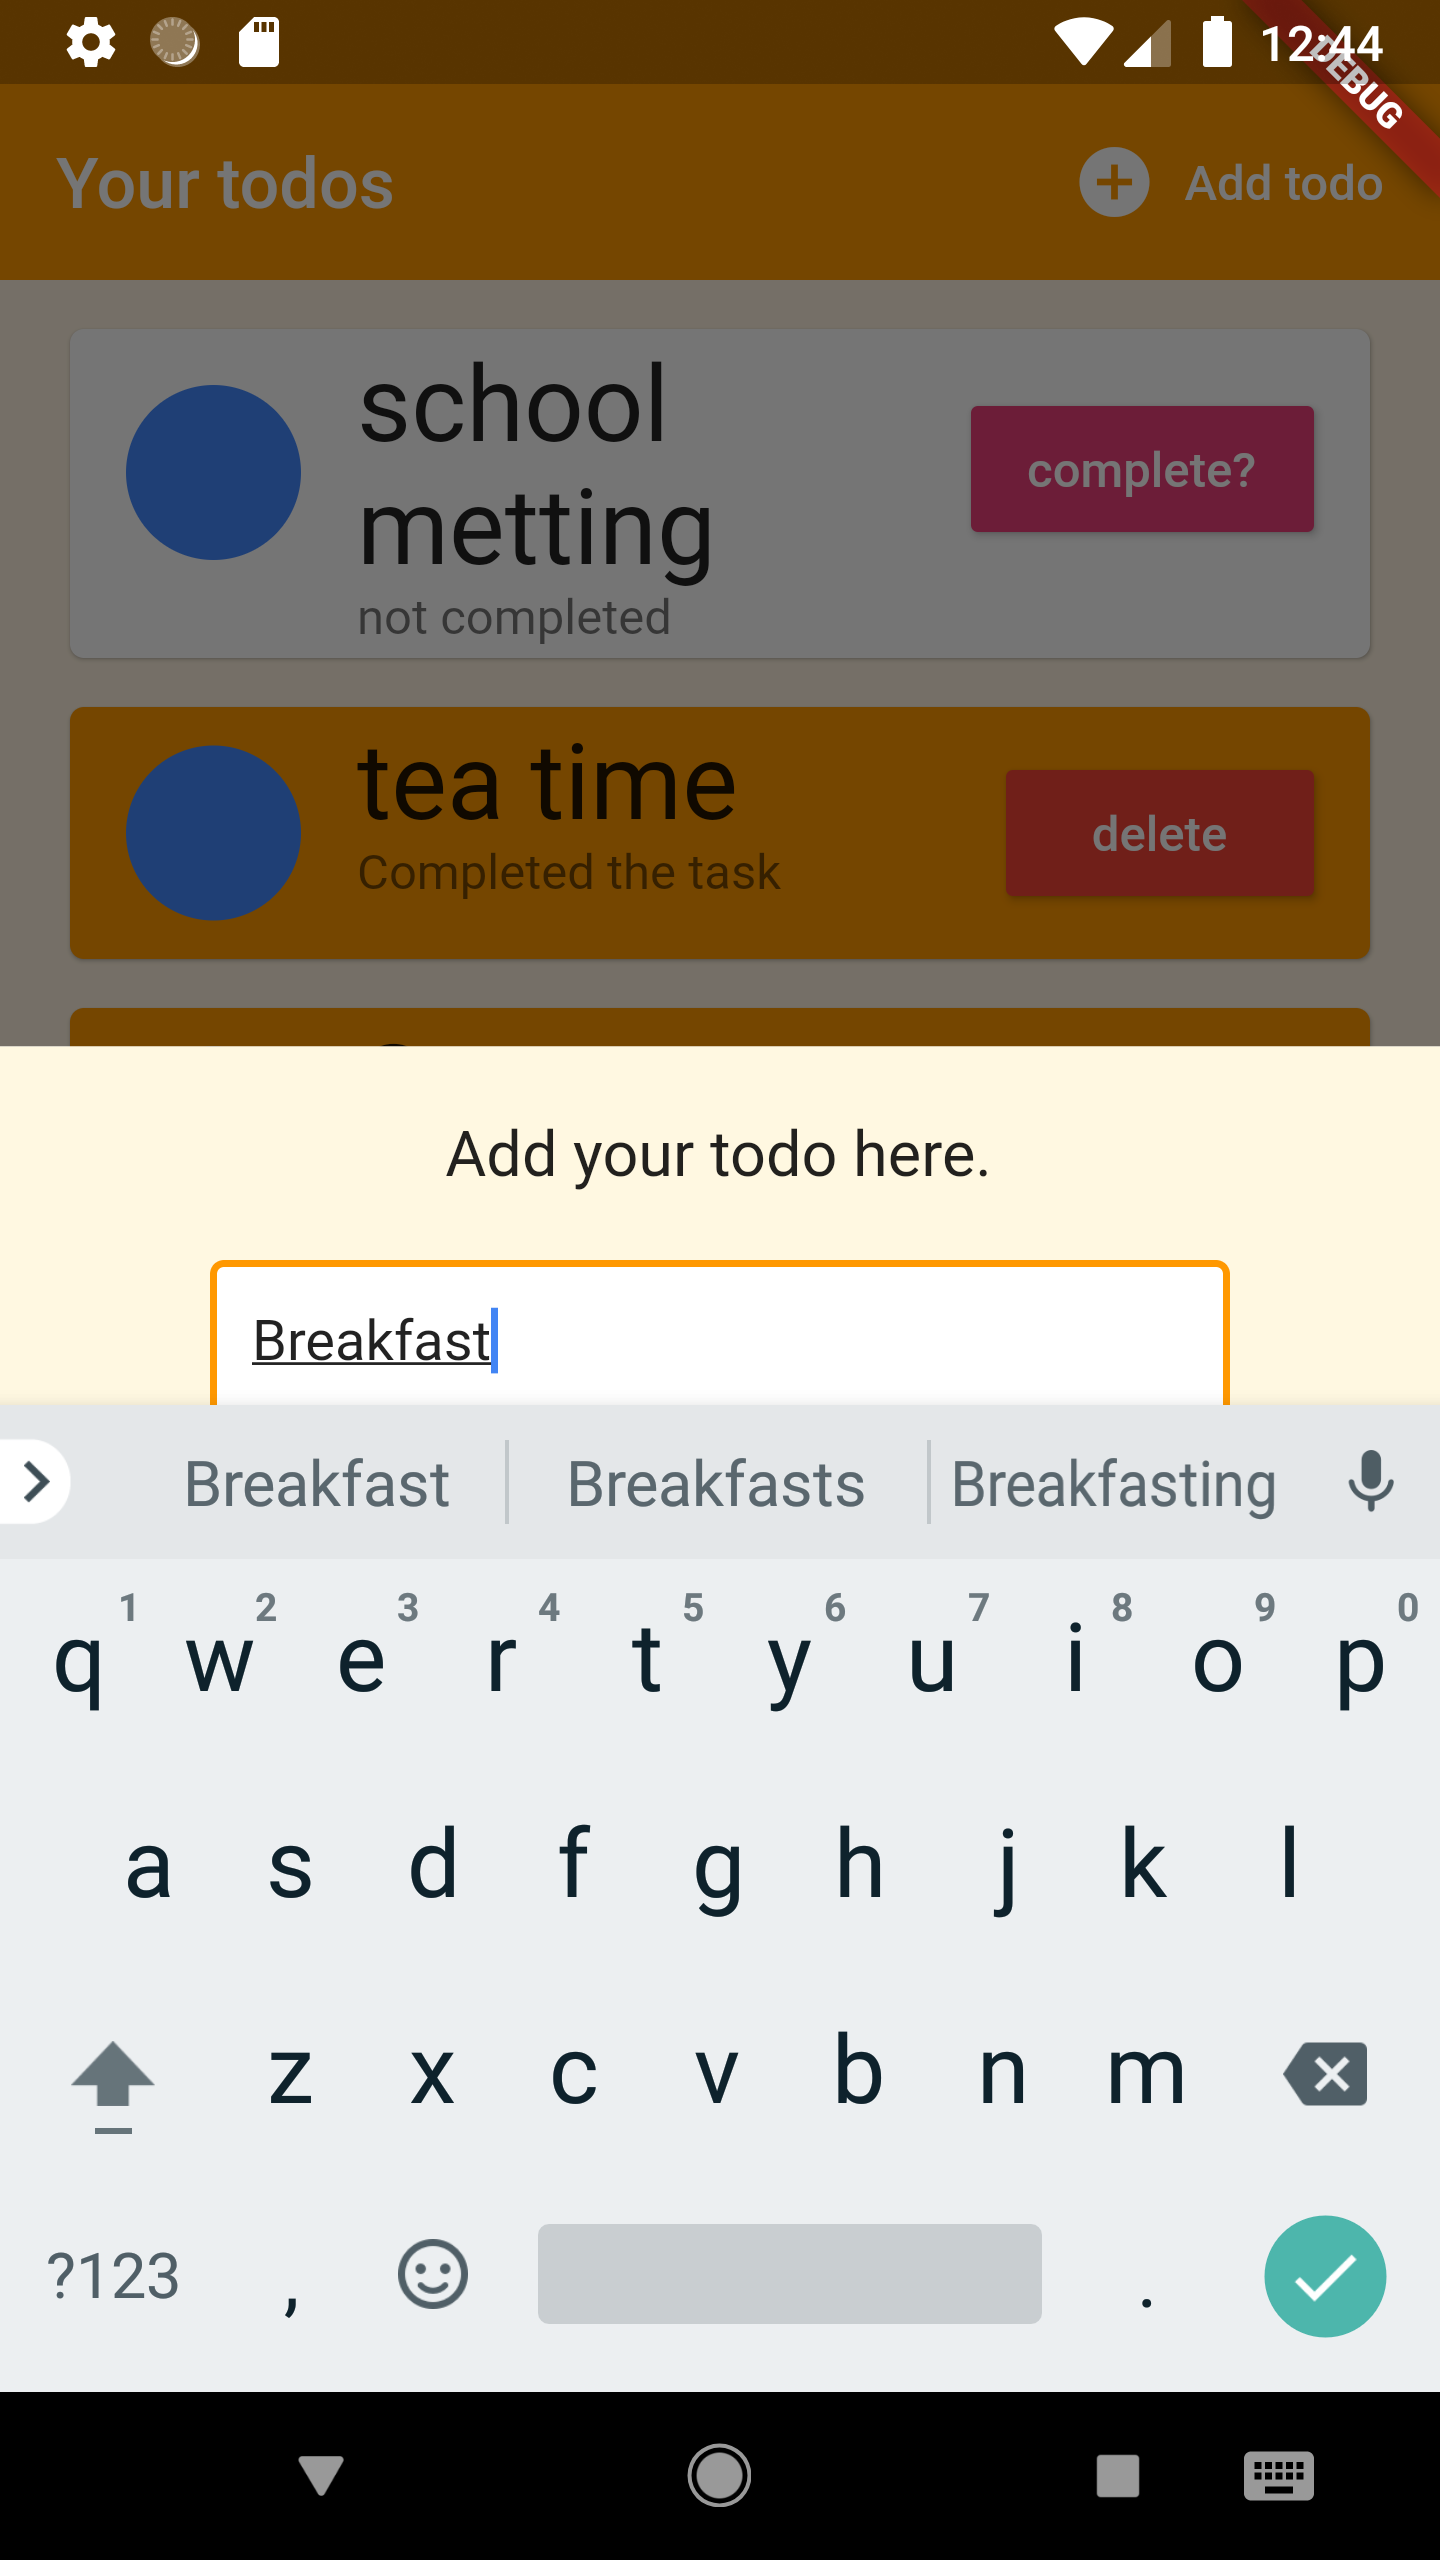 12:44
DEBUG
Your todos
Add todo
school
metting
not completed
complete?
tea time
Completed the task
delete
Add your todo here.
Breakfast
Breakfast Breakfasts Breakfasting
1 2 3 4 5 6 7 8 9 0
q w e r t y u i o p
a s d f g h j k l
z x c v b n m
?123 , .